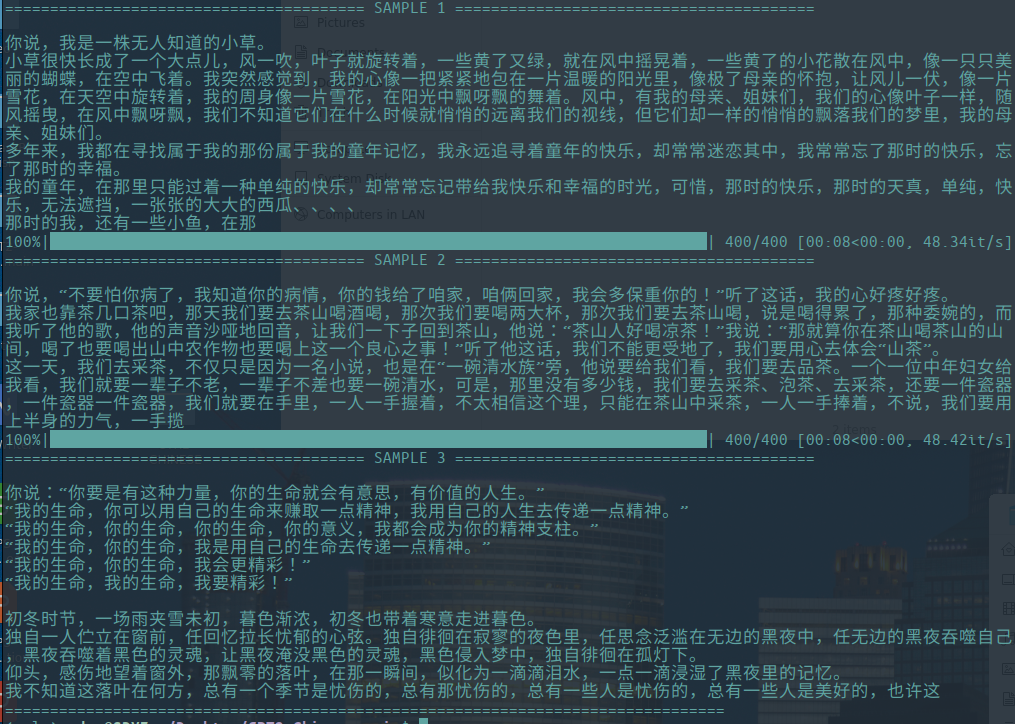 ======================================== SAMPLE 1 ========================================
你说，我是一株无人知道的小草。
小草很快长成了一个大点儿，风一吹，叶子就旋转着，一些黄了又绿，就在风中摇晃着，一些黄了的小花散在风中，像一只只美
丽的蝴蝶，在空中飞着。我突然感觉到，我的心像一把紧紧地包在一片温暖的阳光里，像极了母亲的怀抱，让风儿一伏，像一片
雪花，在天空中旋转着，我的周身像一片雪花，在阳光中飘呀飘的舞着。风中，有我的母亲、姐妹们，我们的心像叶子一样，随
风摇曳，在风中飘呀飘，我们不知道它们在什么时候就悄悄的远离我们的视线，但它们却一样的悄悄的飘落我们的梦里，我的母
亲、姐妹们。
多年来，我都在寻找属于我的那份属于我的童年记忆，我永远追寻着童年的快乐，却常常迷恋其中，我常常忘了那时的快乐，忘
了那时的幸福。
我的童年，在那里只能过着一种单纯的快乐，却常常忘记带给我快乐和幸福的时光，可惜，那时的快乐，那时的天真，单纯，快
乐，无法遮挡，一张张的大大的西瓜、、、、
那时的我，还有一些小鱼，在那
100%| | 400/400 [00:08<00:00, 48.34it/s]
======================================== SAMPLE 2 ========================================
你说，“不要怕你病了，我知道你的病情，你的钱给了咱家，咱俩回家，我会多保重你的！”听了这话，我的心好疼好疼。
我家也靠茶几口茶吧，那天我们要去茶山喝酒喝，那次我们要喝两大杯，那次我们要去茶山喝，说是喝得累了，那种委婉的，而
我听了他的歌，他的声音沙哑地回音，让我们一下子回到茶山，他说：“茶山人好喝凉茶！”我说：“那就算你在茶山喝茶山的山
间，喝了也要喝出山中农作物也要喝上这一个良心之事！”听了他这话，我们不能更受地了，我们要用心去体会“山茶”。
这一天，我们去采茶，不仅只是因为一名小说，也是在“一碗清水族”旁，他说要给我们看，我们要去品茶。一个一位中年妇女给
我看，我们就要一辈子不老，一辈子不差也要一碗清水，可是，那里没有多少钱，我们要去采茶、泡茶、去采茶，还要一件瓷器
，一件瓷器一件瓷器，我们就要在手里，一人一手握着，不太相信这个理，只能在茶山中采茶，一人一手捧着，不说，我们要用
上半身的力气，一手揽
100%| | 400/400 [00:08<00:00, 48.42it/s]
======================================== SAMPLE 3 ========================================
你说：“你要是有这种力量，你的生命就会有意思，有价值的人生。”
“我的生命，你可以用自己的生命来赚取一点精神，我用自己的人生去传递一点精神。”
“我的生命，你的生命，你的生命，你的意义，我都会成为你的精神支柱。”
“我的生命，你的生命，我是用自己的生命去传递一点精神。”
“我的生命，你的生命，我会更精彩！”
“我的生命，我的生命，我要精彩！”
初冬时节，一场雨夹雪未初，暮色渐浓，初冬也带着寒意走进暮色。
独自一人伫立在窗前，任回忆拉长忧郁的心弦。独自徘徊在寂寥的夜色里，任思念泛滥在无边的黑夜中，任无边的黑夜吞噬自己
，黑夜吞噬着黑色的灵魂，让黑夜淹没黑色的灵魂，黑色侵入梦中，独自徘徊在孤灯下。
仰头，感伤地望着窗外，那飘零的落叶，在那一瞬间，似化为一滴滴泪水，一点一滴浸湿了黑夜里的记忆。
我不知道这落叶在何方，总有一个季节是忧伤的，总有那忧伤的，总有一些人是忧伤的，总有一些人是美好的，也许这
================================================================================
Pictures
Computers in LAN